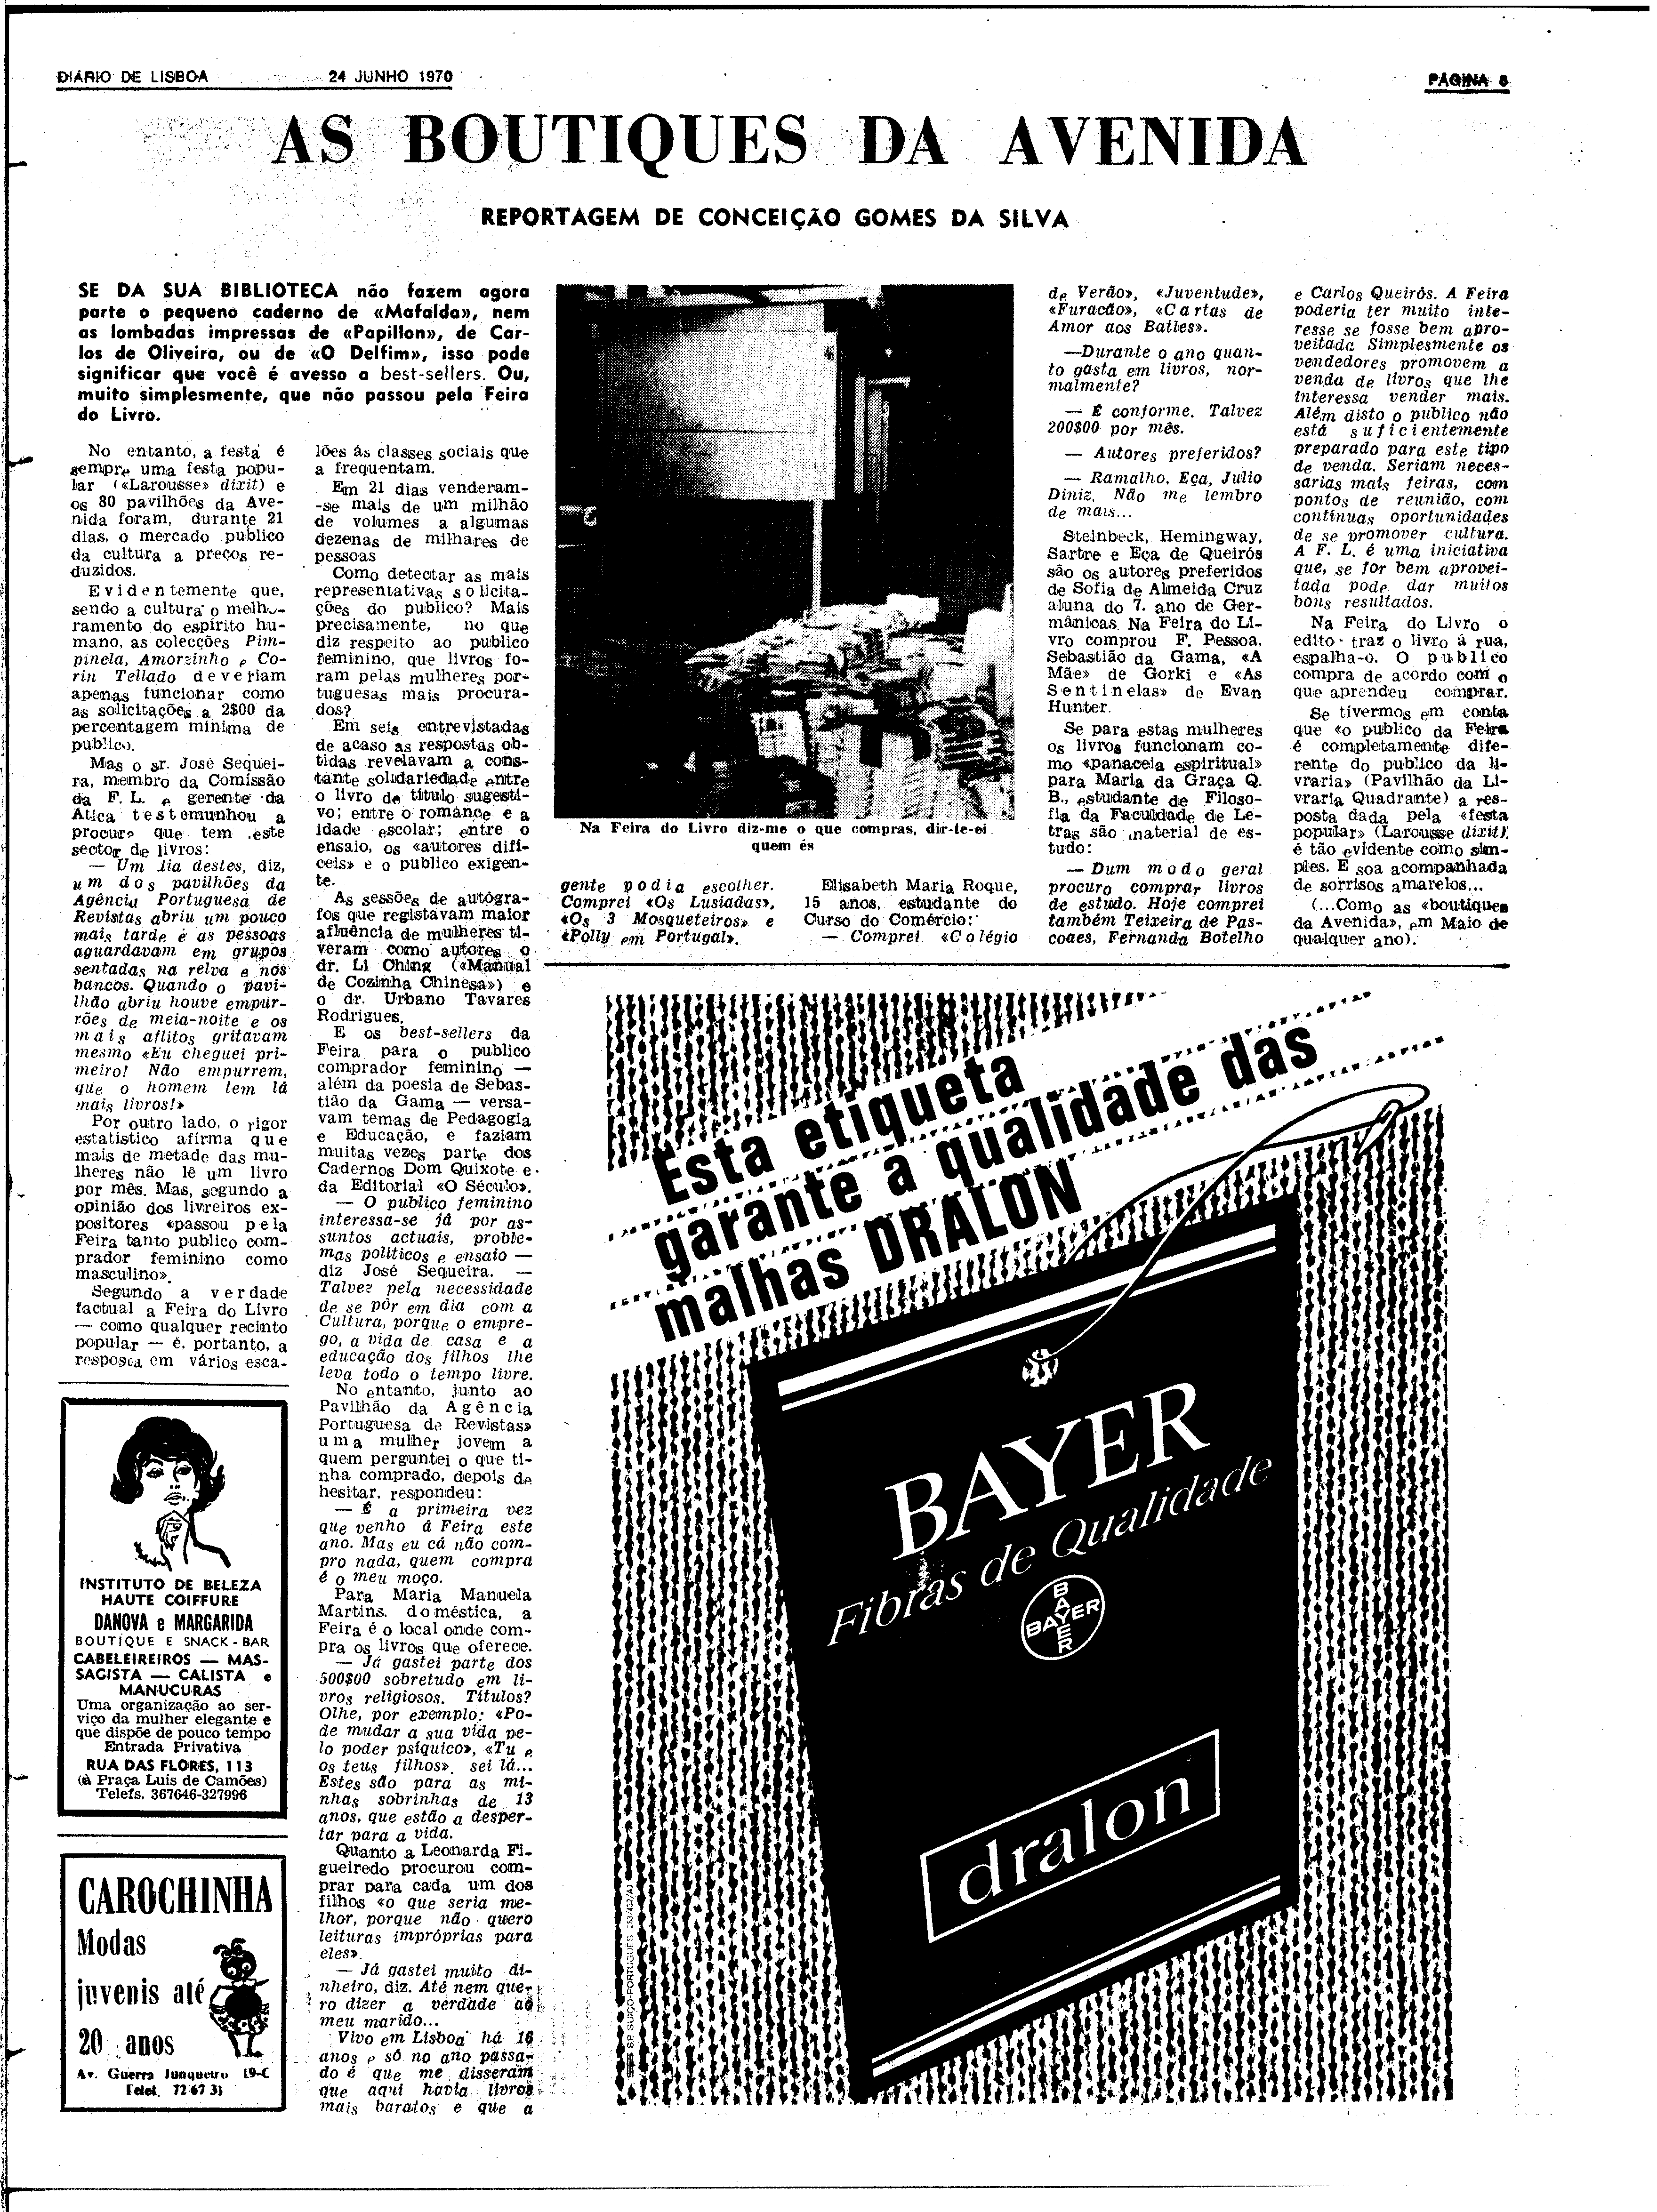 DIÁRIO DE LISBOA
24 JUNHO 1970
PÁGINA 5
AS BOUTIQUES DA AVENIDA
REPORTAGEM DE CONCEIÇÃO GOMES DA SILVA
SE DA SUA BIBLIOTECA não fazem agora
parte o pequeno caderno de «Mafalda», nem
as lombadas impressas de «Papillon», de Car-
los de Oliveira, ou de «O Delfim», isso pode
significar que você é avesso a best-sellers. Ou,
muito simplesmente, que não passou pela Feira
do Livro.
No entanto, a festa é
sempre uma festa popu-
lar («Larousse» dixit) e
os 80 pavilhões da Ave-
nida foram, durante 21
dias, o mercado publico
da cultura a preços re-
duzidos.
Evidentemente que,
sendo a cultura o melho-
ramento do espírito hu-
mano, as colecções Pim-
pinela, Amorzinho e Co-
rin Tellado deveriam
apenas funcionar como
as solicitações a 2$00 da
percentagem mínima de
publico.
Mas o sr. José Sequei-
ra, membro da Comissão
da F. L. e gerente da
Ática testemunhou a
procura que tem este
sector de livros:
— Um dia destes, diz,
um dos pavilhões da
Agência Portuguesa de
Revistas abriu um pouco
mais tarde e as pessoas
aguardavam em grupos
sentadas na relva e nos
bancos. Quando o pavi-
lhão abriu houve empur-
rões de meia-noite e os
mais aflitos gritavam
mesmo «Eu cheguei pri-
meiro! Não empurrem,
que o homem tem lá
mais livros!»
Por outro lado, o rigor
estatístico afirma que
mais de metade das mu-
lheres não lê um livro
por mês. Mas, segundo a
opinião dos livreiros ex-
positores «passou pela
Feira tanto publico com-
prador feminino como
masculino».
Segundo a verdade
factual a Feira do Livro
— como qualquer recinto
popular — é, portanto, a
resposta em vários esca-
lões ás classes sociais que
a frequentam.
Em 21 dias venderam-
-se mais de um milhão
de volumes a algumas
dezenas de milhares de
pessoas
Como detectar as mais
representativas solicita-
ções do publico? Mais
precisamente, no que
diz respeito ao publico
feminino, que livros fo-
ram pelas mulheres por-
tuguesas mais procura-
dos?
Em seis entrevistadas
de acaso as respostas ob-
tidas revelavam a cons-
tante solidariedade entre
o livro de título sugesti-
vo; entre o romance e a
idade escolar; entre o
ensaio, os «autores difí-
ceis» e o publico exigen-
te.
As sessões de autógra-
fos que registavam maior
afluência de mulheres ti-
veram como autores o
dr. Li Ching («Manual
de Cozinha Chinesa») e
o dr. Urbano Tavares
Rodrigues.
E os best-sellers da
Feira para o publico
comprador feminino —
além da poesia de Sebas-
tião da Gama — versa-
vam temas de Pedagogia
e Educação, e faziam
muitas vezes parte dos
Cadernos Dom Quixote e
da Editorial «O Século».
— O publico feminino
interessa-se já por as-
suntos actuais, proble-
mas políticos e ensaio —
diz José Sequeira. —
Talvez pela necessidade
de se pôr em dia com a
Cultura, porque o empre-
go, a vida de casa e a
educação dos filhos lhe
leva todo o tempo livre.
No entanto, junto ao
Pavilhão da Agência
Portuguesa de Revistas»
uma mulher jovem a
quem perguntei o que ti-
nha comprado, depois de
hesitar, respondeu:
— É a primeira vez
que venho á Feira este
ano. Mas eu cá não com-
pro nada, quem compra
é o meu moço.
Para Maria Manuela
Martins, doméstica, a
Feira é o local onde com-
pra os livros que oferece.
— Já gastei parte dos
500$00 sobretudo em li-
vros religiosos. Títulos?
Olhe, por exemplo: «Po-
de mudar a sua vida pe-
lo poder psíquico», «Tu e
os teus filhos», sei lá...
Estes são para as mi-
nhas sobrinhas de 13
anos, que estão a desper-
tar para a vida.
Quanto a Leonarda Fi-
gueiredo procurou com-
prar para cada um dos
filhos «o que seria me-
lhor, porque não quero
leituras impróprias para
eles».
— Já gastei muito di-
nheiro, diz. Até nem que-
ro dizer a verdade ao
meu marido...
Vivo em Lisboa há 16
anos e só no ano passa-
do é que me disseram
que aqui havia livros
mais baratos e que a
Na Feira do Livro diz-me o que compras, dir-te-ei
quem és
gente podia escolher.
Comprei «Os Lusíadas»,
«Os 3 Mosqueteiros» e
«Polly em Portugal».
Elisabeth Maria Roque,
15 anos, estudante do
Curso do Comércio:
— Comprei «Colégio
de Verão», «Juventude»,
«Furacão», «Cartas de
Amor aos Batles».
—Durante o ano quan-
to gasta em livros, nor-
malmente?
— É conforme. Talvez
200$00 por mês.
— Autores preferidos?
— Ramalho, Eça, Julio
Diniz. Não me lembro
de mais...
Steinbeck, Hemingway,
Sartre e Eça de Queirós
são os autores preferidos
de Sofia de Almeida Cruz
aluna do 7. ano de Ger-
mânicas. Na Feira do Li-
vro comprou F. Pessoa,
Sebastião da Gama, «A
Mãe» de Gorki e «As
Sentinelas» de Evan
Hunter.
Se para estas mulheres
os livros funcionam co-
mo «panaceia espiritual»
para Maria da Graça Q.
B., estudante de Filoso-
fia da Faculdade de Le-
tras são material de es-
tudo:
— Dum modo geral
procuro comprar livros
de estudo. Hoje comprei
também Teixeira de Pas-
coaes, Fernanda Botelho
e Carlos Queirós. A Feira
poderia ter muito inte-
resse se fosse bem apro-
veitada Simplesmente os
vendedores promovem a
venda de livros que lhe
interessa vender mais.
Além disto o publico não
está suficientemente
preparado para este tipo
de venda. Seriam neces-
sárias mais feiras, com
pontos de reunião, com
contínuas oportunidades
de se promover cultura.
A F. L. é uma iniciativa
que, se for bem aprovei-
tada pode dar muitos
bons resultados.
Na Feira do Livro o
edito traz o livro á rua,
espalha-o. O publico
compra de acordo com o
que aprendeu comprar.
Se tivermos em conta
que «o publico da Feira
é completamente dife-
rente do publico da li-
vraria» (Pavilhão da Li-
vraria Quadrante) a res-
posta dada pela «festa
popular» (Larousse dixit)
é tão evidente como sim-
ples. E soa acompanhada
de sorrisos amarelos...
(...Como as «boutiques
da Avenida», em Maio de
qualquer ano).
INSTITUTO DE BELEZA
HAUTE COIFFURE
DANOVA e MARGARIDA
BOUTIQUE E SNACK-BAR
CABELEIREIROS — MAS-
SAGISTA — CALISTA e
MANUCURAS
Uma organização ao ser-
viço da mulher elegante e
que dispõe de pouco tempo
Entrada Privativa
RUA DAS FLORES, 113
(à Praça Luís de Camões)
Telefs. 367646-327996
CAROCHINHA
Modas
juvenis até
20 anos
Av. Guerra Junqueiro 19-C
Telef. 72 67 31
Esta etiqueta
garante a qualidade das
malhas DRALON
BAYER
Fibras de Qualidade
BAYER
BAYER
dralon